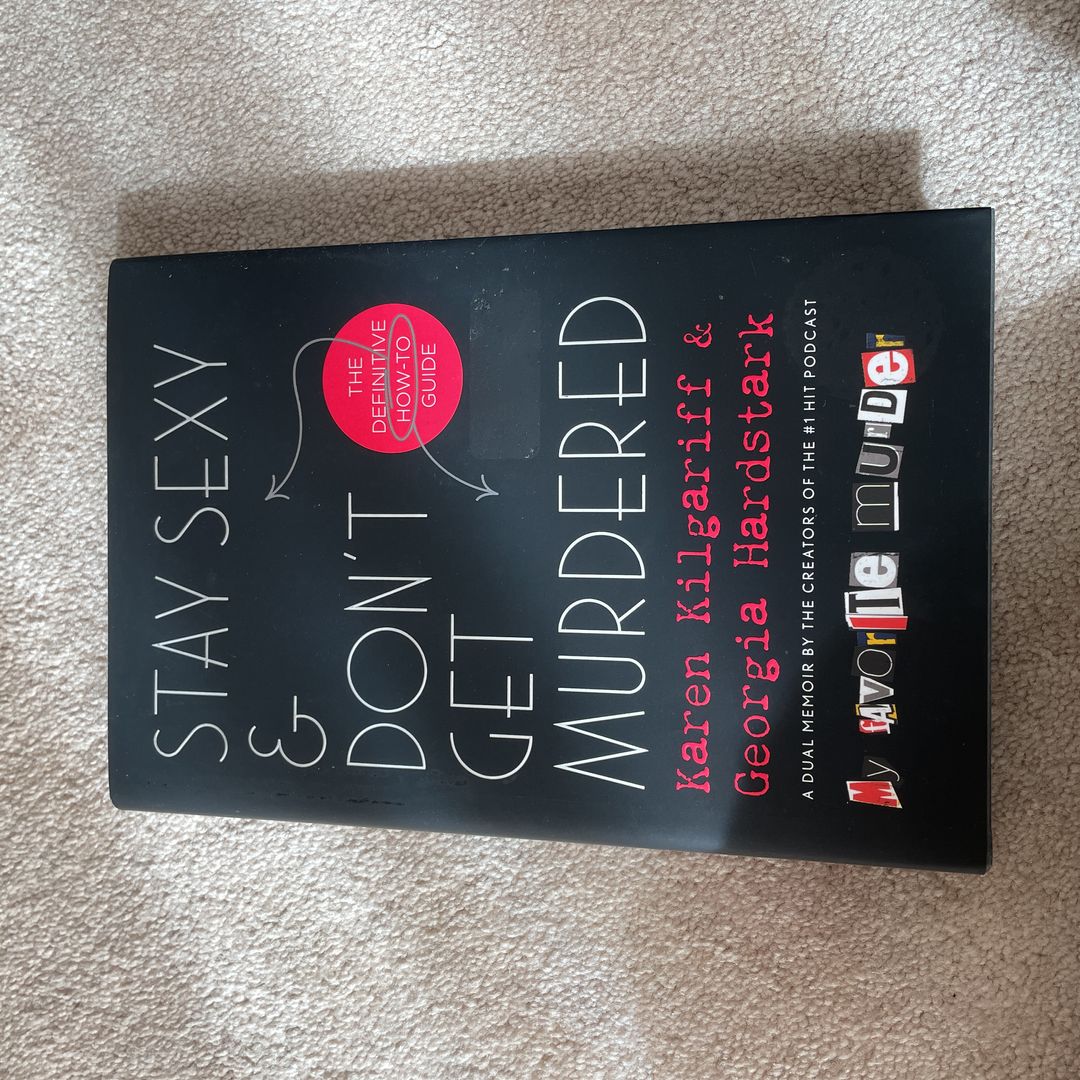 STAY SEXY
&
DON'T
GET
MURDERED
THE
DEFINITIVE
HOW-TO
GUIDE
Karen Kilgariff &
Georgia Hardstark
A DUAL MEMOIR BY THE CREATORS OF THE #1 HIT PODCAST
My fAVOrITE mUrDer